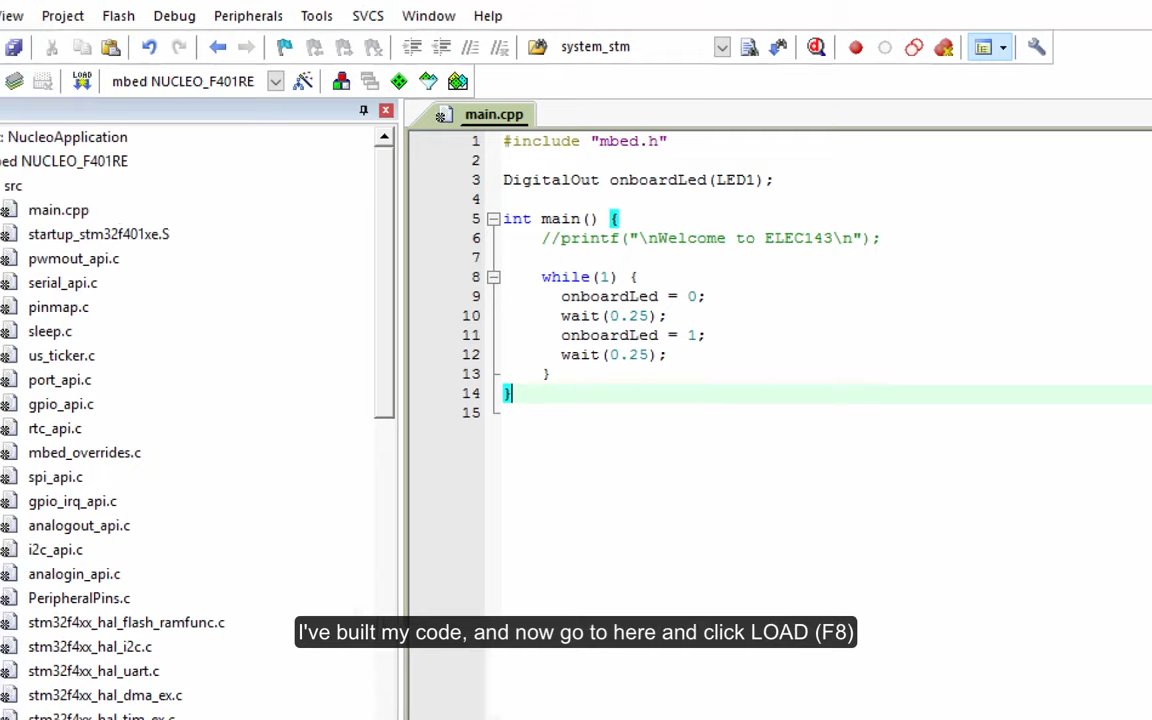 iew Project Flash Debug Peripherals Tools SVCS Window Help
system_stm
LOAD mbed NUCLEO_F401RE
: NucleoApplication
ed NUCLEO_F401RE
src
main.cpp
startup_stm32f401xe.S
pwmout_api.c
serial_api.c
pinmap.c
sleep.c
us_ticker.c
port_api.c
gpio_api.c
rtc_api.c
mbed_overrides.c
spi_api.c
gpio_irq_api.c
analogout_api.c
i2c_api.c
analogin_api.c
PeripheralPins.c
stm32f4xx_hal_flash_ramfunc.c
stm32f4xx_hal_i2c.c
stm32f4xx_hal_uart.c
stm32f4xx_hal_dma_ex.c
stm32f4xx_hal_tim_ex.c
main.cpp
1 #include "mbed.h"
2
3 DigitalOut onboardLed(LED1);
4
5 int main() {
6 //printf("\nWelcome to ELEC143\n");
7
8 while(1) {
9 onboardLed = 0;
10 wait(0.25);
11 onboardLed = 1;
12 wait(0.25);
13 }
14 }
15
I've built my code, and now go to here and click LOAD (F8)